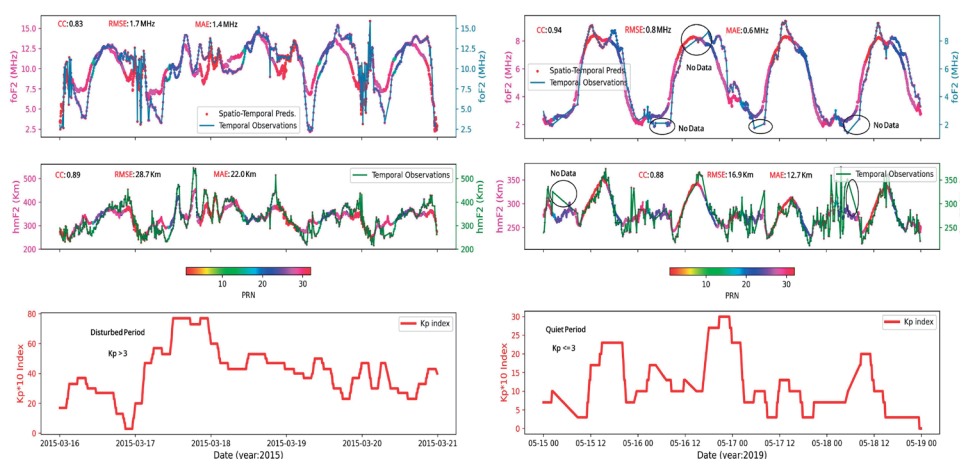 CC:0.83 RMSE:1.7 MHz MAE:1.4 MHz
foF2 (MHz)
15.0
12.5
10.0
7.5
5.0
2.5
Spatio-Temporal Preds.
Temporal Observations
15.0
12.5
10.0
7.5
5.0
2.5
foF2 (MHz)
CC:0.89 RMSE:28.7 Km MAE:22.0 Km
Temporal Observations
hmF2 (Km)
500
400
300
200
500
400
300
200
hmF2 (Km)
10 20 30
PRN
Disturbed Period
Kp > 3
Kp index
Kp*10 Index
80
60
40
20
0
2015-03-16 2015-03-17 2015-03-18 2015-03-19 2015-03-20 2015-03-21
Date (year:2015)
CC:0.94 RMSE:0.8 MHz MAE:0.6 MHz
foF2 (MHz)
8
6
4
2
Spatio-Temporal Preds.
Temporal Observations
No Data
No Data
No Data
8
6
4
2
foF2 (MHz)
No Data CC:0.88 RMSE:16.9 Km MAE:12.7 Km
Temporal Observations
hmF2 (Km)
350
300
250
350
300
250
hmF2 (Km)
10 20 30
PRN
Quiet Period
Kp <= 3
Kp index
Kp*10 Index
30
25
20
15
10
5
0
05-15 00 05-15 12 05-16 00 05-16 12 05-17 00 05-17 12 05-18 00 05-18 12 05-19 00
Date (year:2019)